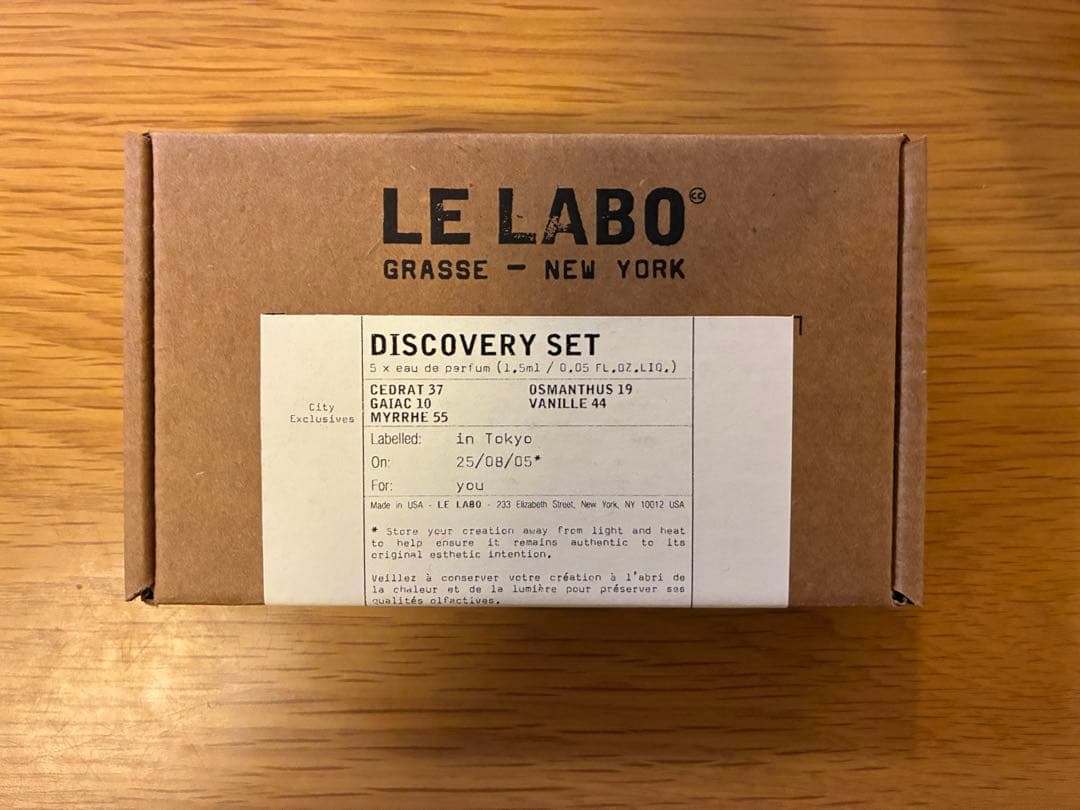 LE LABO
GRASSE — NEW YORK
DISCOVERY SET
5 x eau de parfum (1.5ml / 0.05 FL.OZ.LIQ.)
City
Exclusives
CEDRAT 37 OSMANTHUS 19
GAIAC 10 VANILLE 44
MYRRHE 55
Labelled: in Tokyo
On: 25/08/05*
For: you
Made in USA - LE LABO - 233 Elizabeth Street, New York, NY 10012 USA
* Store your creation away from light and heat
to help ensure it remains authentic to its
original esthetic intention.
Veillez à conserver votre création à l'abri de
la chaleur et de la lumière pour préserver ses
qualités olfactives.